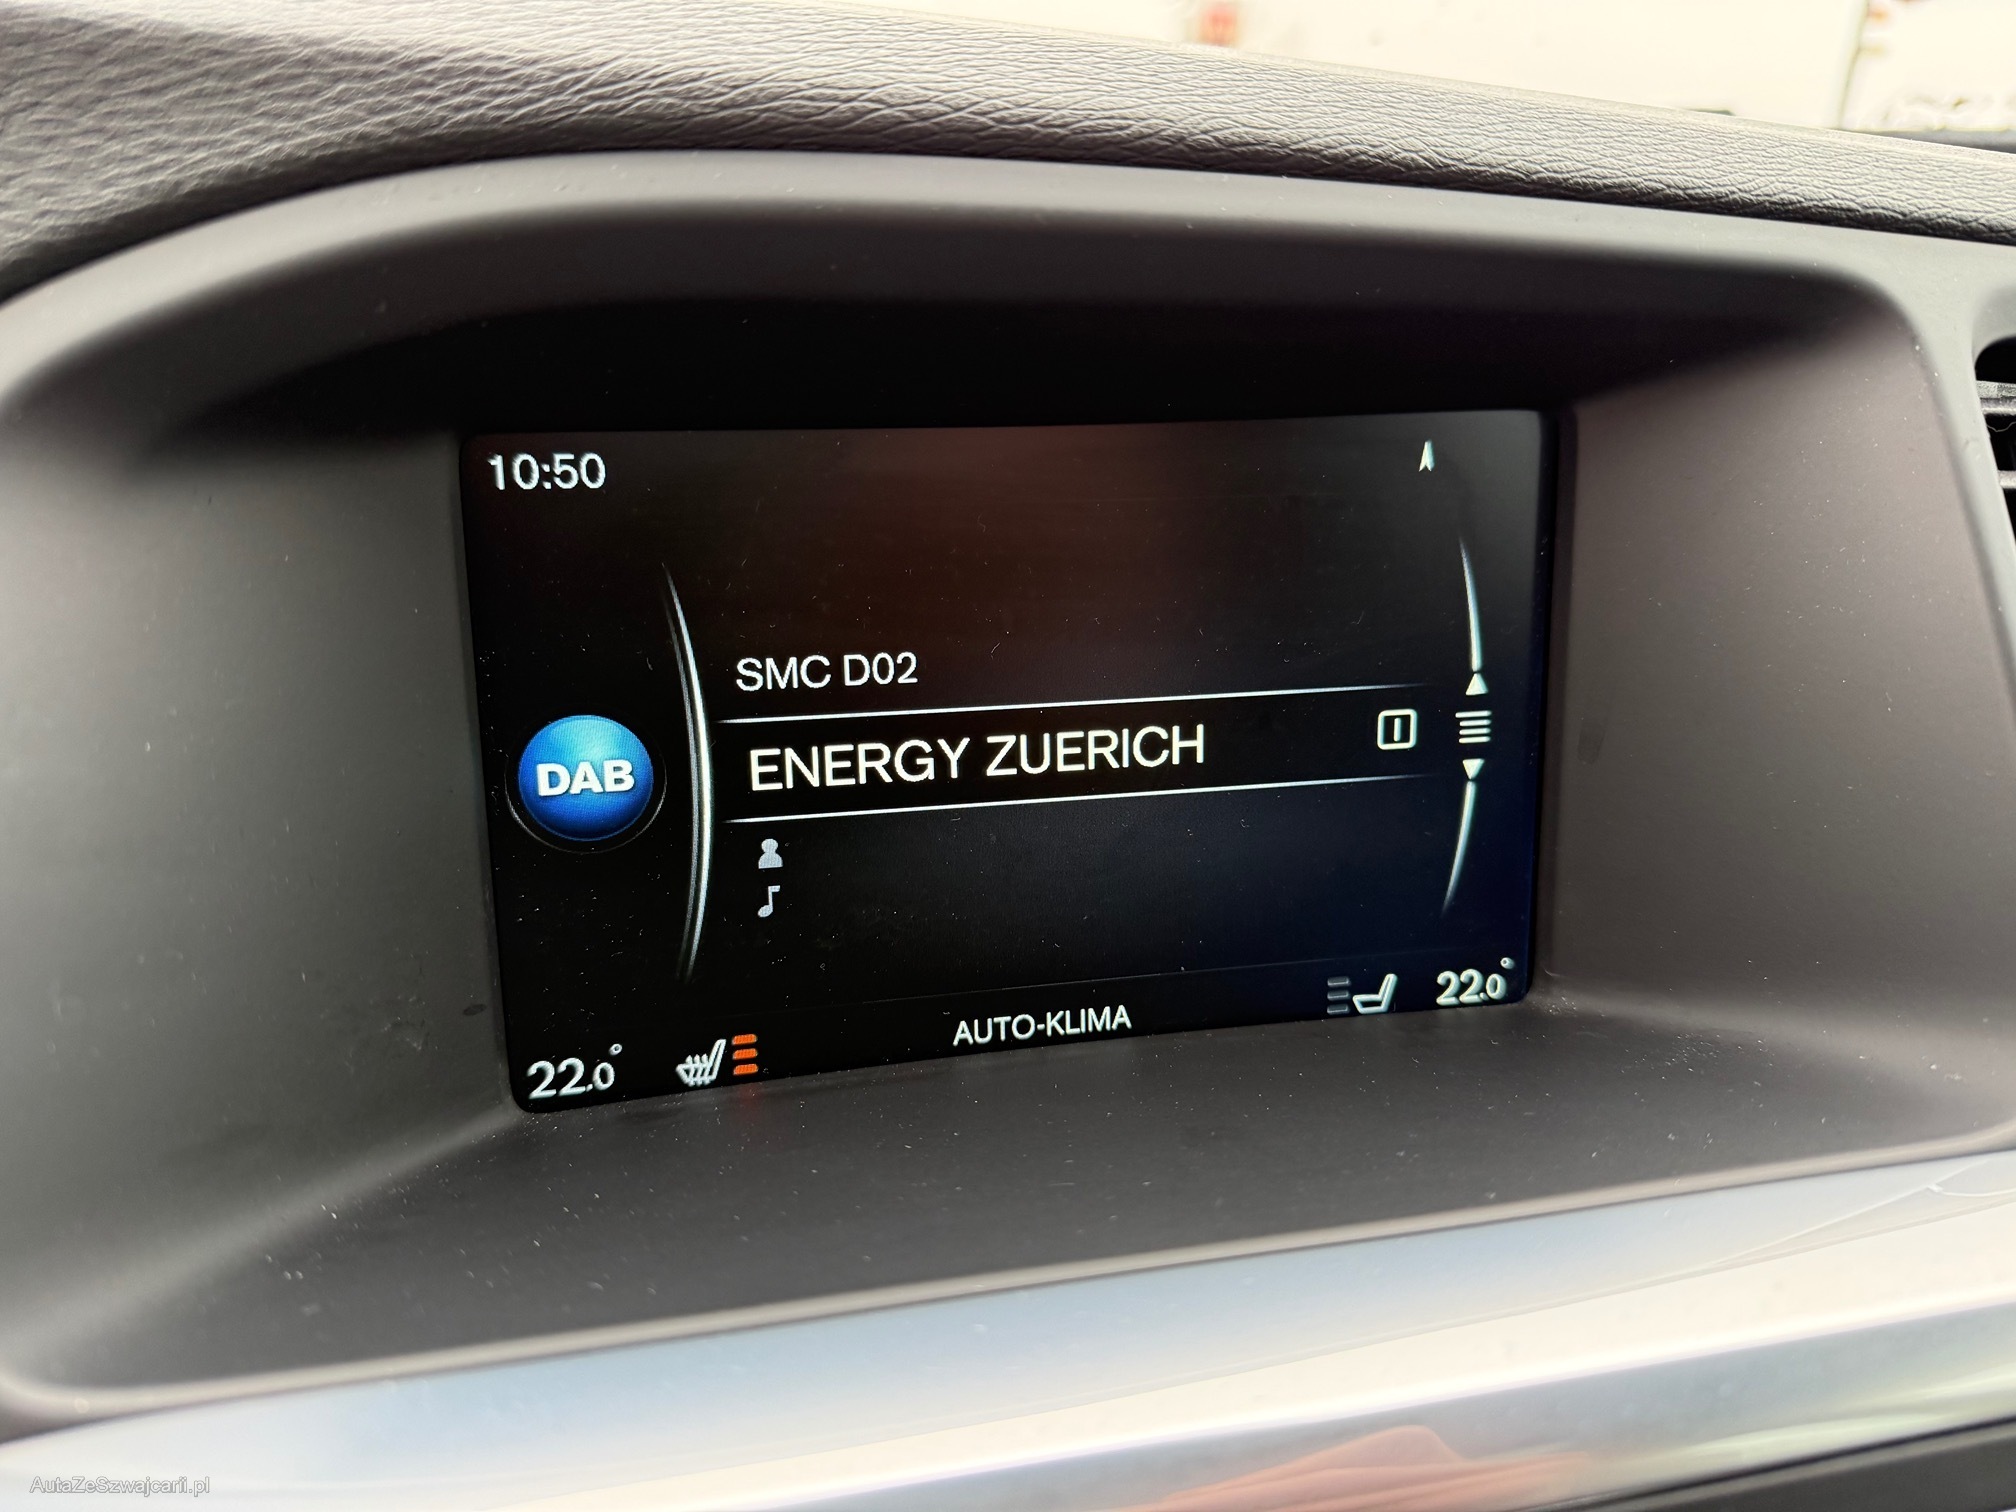 10:50
SMC D02
DAB
ENERGY ZUERICH
AUTO-KLIMA
22.0°
22.0°
AutaZeSzwajcarii.pl